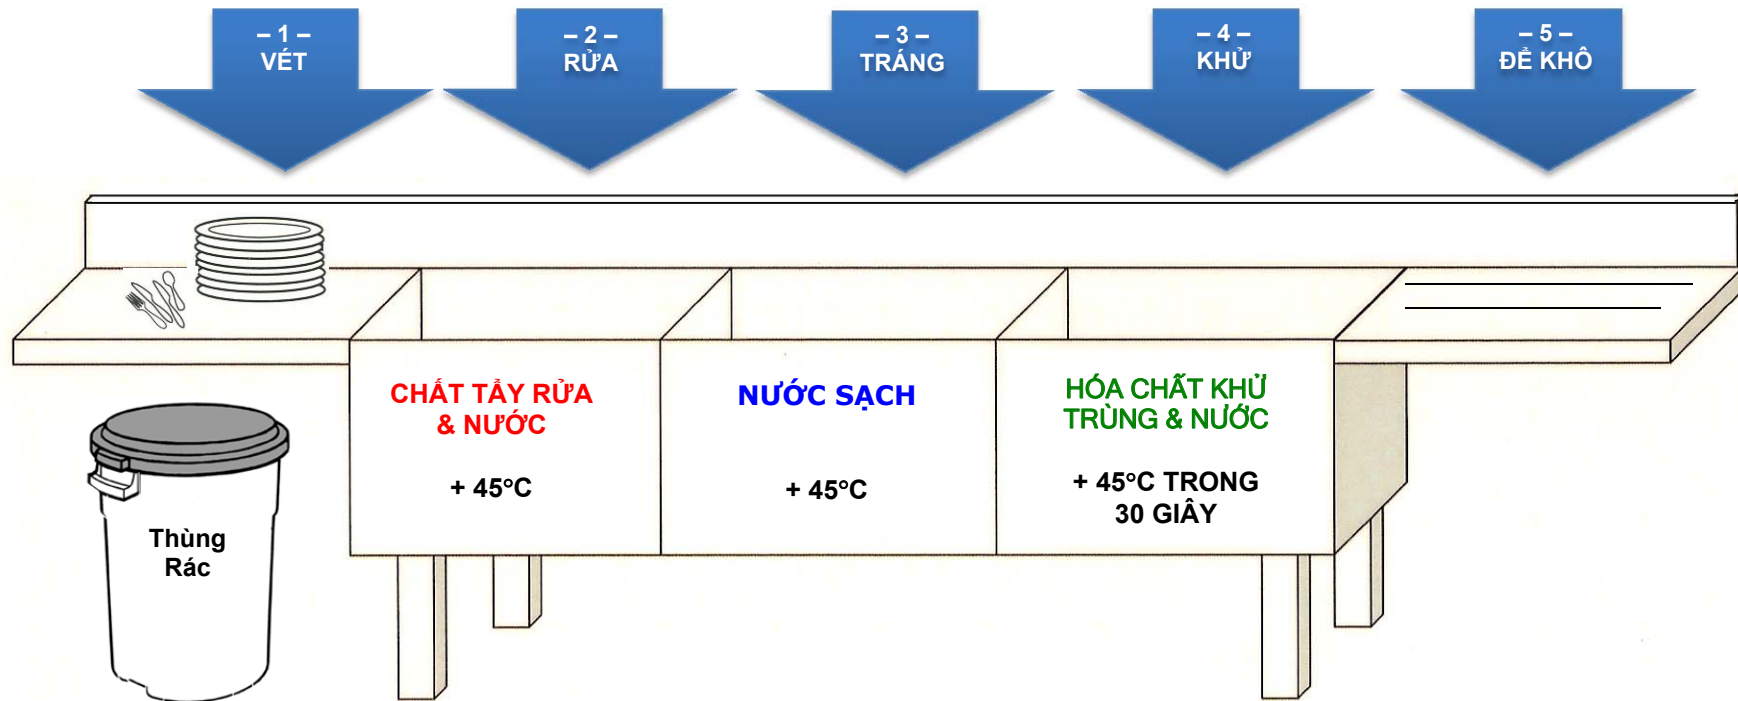 – 1 –
VÉT
– 2 –
RỬA
– 3 –
TRÁNG
– 4 –
KHỬ
– 5 –
ĐỂ KHÔ
CHẤT TẨY RỬA
& NƯỚC
+ 45°C
NƯỚC SẠCH
+ 45°C
HÓA CHẤT KHỬ
TRÙNG & NƯỚC
+ 45°C TRONG
30 GIÂY
Thùng
Rác